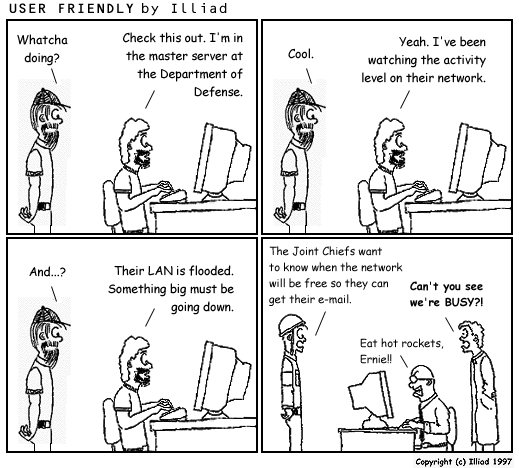 USER FRIENDLY by Illiad
Whatcha
doing?
Check this out. I'm in
the master server at
the Department of
Defense.
Cool.
Yeah. I've been
watching the activity
level on their network.
And...?
Their LAN is flooded.
Something big must be
going down.
The Joint Chiefs want
to know when the network
will be free so they can
get their e-mail.
Can't you see
we're BUSY?!
Eat hot rockets,
Ernie!!
Copyright (c) Illiad 1997